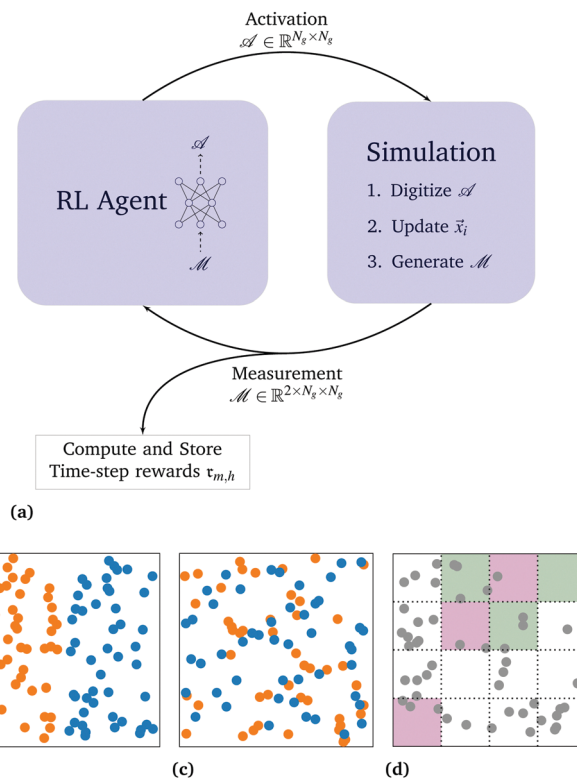 Activation
𝒜 ∈ ℝ^{N_g×N_g}
RL Agent
𝒜
ℳ
Simulation
1. Digitize 𝒜
2. Update x⃗_i
3. Generate ℳ
Measurement
ℳ ∈ ℝ^{2×N_g×N_g}
Compute and Store
Time-step rewards 𝔯_{m,h}
(a)
(c)
(d)